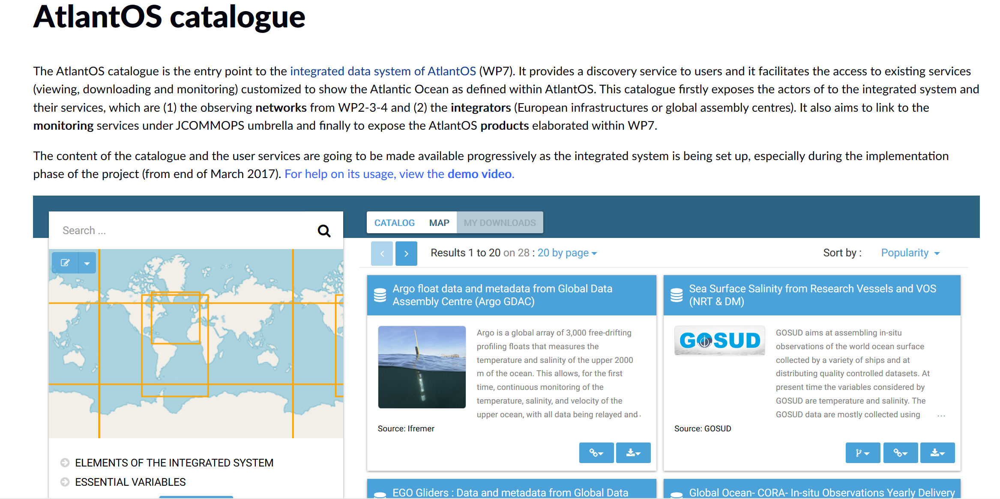 AtlantOS catalogue
The AtlantOS catalogue is the entry point to the integrated data system of AtlantOS (WP7). It provides a discovery service to users and it facilitates the access to existing services
(viewing, downloading and monitoring) customized to show the Atlantic Ocean as defined within AtlantOS. This catalogue firstly exposes the actors of to the integrated system and
their services, which are (1) the observing networks from WP2-3-4 and (2) the integrators (European infrastructures or global assembly centres). It also aims to link to the
monitoring services under JCOMMOPS umbrella and finally to expose the AtlantOS products elaborated within WP7.
The content of the catalogue and the user services are going to be made available progressively as the integrated system is being set up, especially during the implementation
phase of the project (from end of March 2017). For help on its usage, view the demo video.
Search ...
CATALOG MAP MY DOWNLOADS
Results 1 to 20 on 28 : 20 by page
Sort by : Popularity
Argo float data and metadata from Global Data
Assembly Centre (Argo GDAC)
Argo is a global array of 3,000 free-drifting
profiling floats that measures the
temperature and salinity of the upper 2000
m of the ocean. This allows, for the first
time, continuous monitoring of the
temperature, salinity, and velocity of the
upper ocean, with all data being relayed and .
Source: Ifremer
Sea Surface Salinity from Research Vessels and VOS
(NRT & DM)
GOSUD
GOSUD aims at assembling in-situ
observations of the world ocean surface
collected by a variety of ships and at
distributing quality controlled datasets. At
present time the variables considered by
GOSUD are temperature and salinity. The
GOSUD data are mostly collected using ...
Source: GOSUD
ELEMENTS OF THE INTEGRATED SYSTEM
ESSENTIAL VARIABLES
EGO Gliders : Data and metadata from Global Data
Global Ocean- CORA- In-situ Observations Yearly Delivery